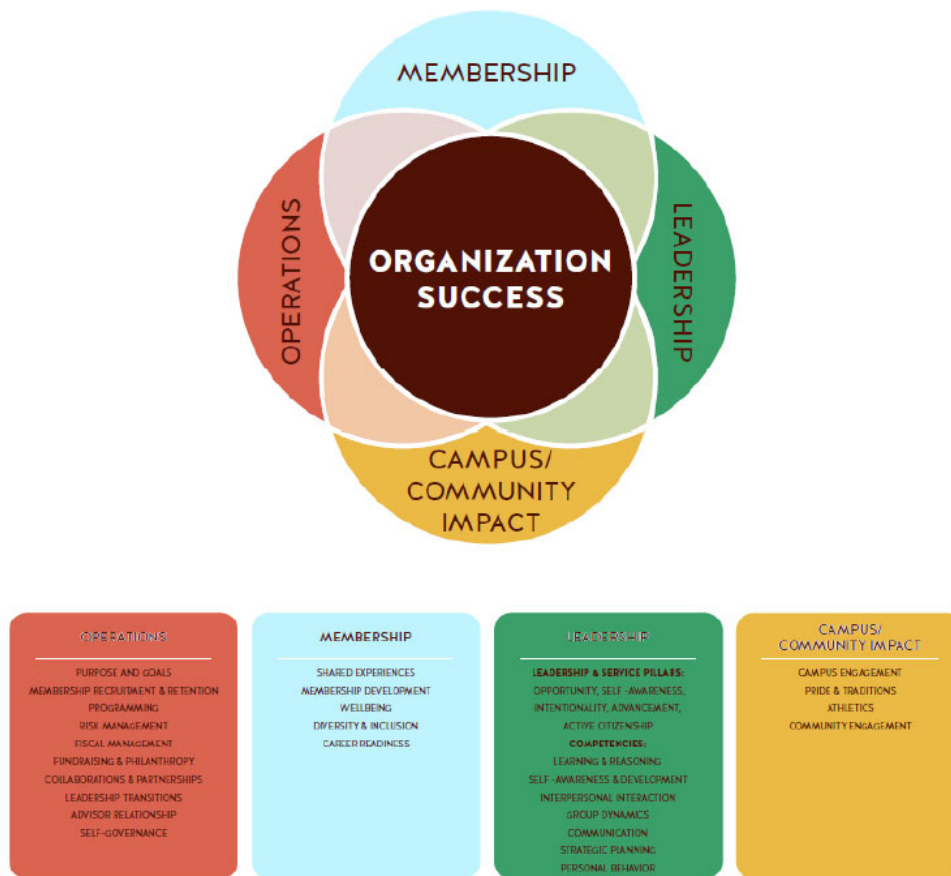 MEMBERSHIP
OPERATIONS
ORGANIZATION
SUCCESS
LEADERSHIP
CAMPUS/
COMMUNITY
IMPACT
OPERATIONS
PURPOSE AND GOALS
MEMBERSHIP RECRUITMENT & RETENTION
PROGRAMMING
RISK MANAGEMENT
FISCAL MANAGEMENT
FUNDRAISING & PHILANTHROPY
COLLABORATIONS & PARTNERSHIPS
LEADERSHIP TRANSITIONS
ADVISOR RELATIONSHIP
SELF-GOVERNANCE
MEMBERSHIP
SHARED EXPERIENCES
MEMBERSHIP DEVELOPMENT
WELLBEING
DIVERSITY & INCLUSION
CAREER READINESS
LEADERSHIP
LEADERSHIP & SERVICE PILLARS:
OPPORTUNITY, SELF-AWARENESS,
INTENTIONALITY, ADVANCEMENT,
ACTIVE CITIZENSHIP
COMPETENCIES:
LEARNING & REASONING
SELF-AWARENESS & DEVELOPMENT
INTERPERSONAL INTERACTION
GROUP DYNAMICS
COMMUNICATION
STRATEGIC PLANNING
PERSONAL BEHAVIOR
CAMPUS/
COMMUNITY IMPACT
CAMPUS ENGAGEMENT
PRIDE & TRADITIONS
ATHLETICS
COMMUNITY ENGAGEMENT